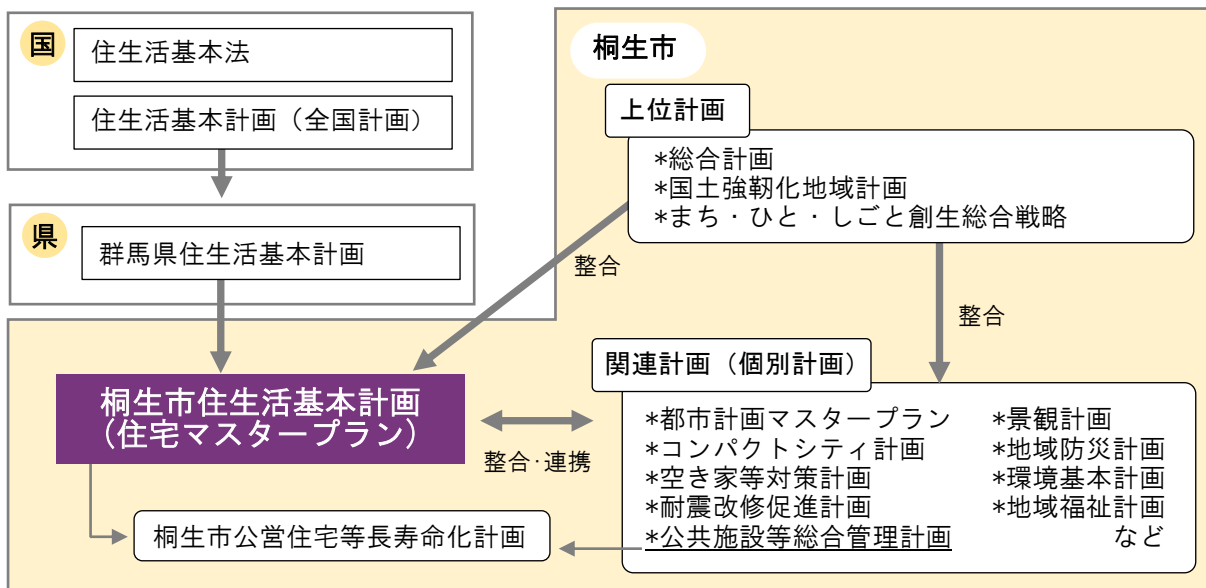 国
住生活基本法
住生活基本計画（全国計画）
県
群馬県住生活基本計画
桐生市
上位計画
*総合計画
*国土強靭化地域計画
*まち・ひと・しごと創生総合戦略
整合
整合
関連計画（個別計画）
*都市計画マスタープラン
*コンパクトシティ計画
*空き家等対策計画
*耐震改修促進計画
*公共施設等総合管理計画
*景観計画
*地域防災計画
*環境基本計画
*地域福祉計画
など
桐生市住生活基本計画
（住宅マスタープラン）
整合･連携
桐生市公営住宅等長寿命化計画